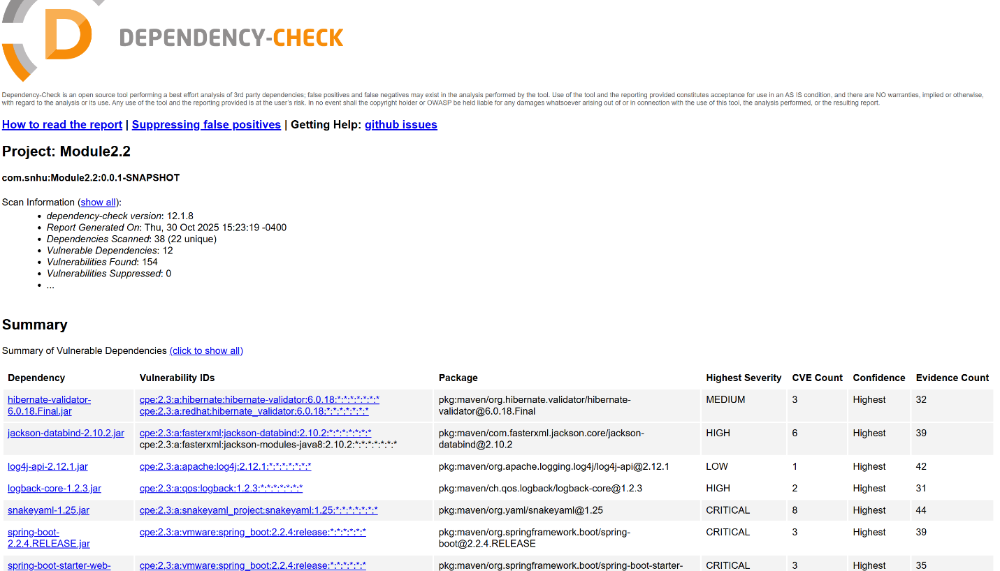 DEPENDENCY-CHECK
Dependency-Check is an open source tool performing a best effort analysis of 3rd party dependencies; false positives and false negatives may exist in the analysis performed by the tool. Use of the tool and the reporting provided constitutes acceptance for use in an AS IS condition, and there are NO warranties, implied or otherwise,
with regard to the analysis or its use. Any use of the tool and the reporting provided is at the user's risk. In no event shall the copyright holder or OWASP be held liable for any damages whatsoever arising out of or in connection with the use of this tool, the analysis performed, or the resulting report.
How to read the report | Suppressing false positives | Getting Help: github issues
Project: Module2.2
com.snhu:Module2.2:0.0.1-SNAPSHOT
Scan Information (show all):
• dependency-check version: 12.1.8
• Report Generated On: Thu, 30 Oct 2025 15:23:19 -0400
• Dependencies Scanned: 38 (22 unique)
• Vulnerable Dependencies: 12
• Vulnerabilities Found: 154
• Vulnerabilities Suppressed: 0
• ...
Summary
Summary of Vulnerable Dependencies (click to show all)
Dependency Vulnerability IDs Package Highest Severity CVE Count Confidence Evidence Count
hibernate-validator- cpe:2.3:a:hibernate:hibernate-validator:6.0.18:*:*:*:*:*:*:* pkg:maven/org.hibernate.validator/hibernate- MEDIUM 3 Highest 32
6.0.18.Final.jar cpe:2.3:a:redhat:hibernate_validator:6.0.18:*:*:*:*:*:*:* validator@6.0.18.Final
jackson-databind-2.10.2.jar cpe:2.3:a:fasterxml:jackson-databind:2.10.2:*:*:*:*:*:*:* pkg:maven/com.fasterxml.jackson.core/jackson- HIGH 6 Highest 39
cpe:2.3:a:fasterxml:jackson-modules-java8:2.10.2:*:*:*:*:*:*:* databind@2.10.2
log4j-api-2.12.1.jar cpe:2.3:a:apache:log4j:2.12.1:*:*:*:*:*:*:* pkg:maven/org.apache.logging.log4j/log4j-api@2.12.1 LOW 1 Highest 42
logback-core-1.2.3.jar cpe:2.3:a:qos:logback:1.2.3:*:*:*:*:*:*:* pkg:maven/ch.qos.logback/logback-core@1.2.3 HIGH 2 Highest 31
snakeyaml-1.25.jar cpe:2.3:a:snakeyaml_project:snakeyaml:1.25:*:*:*:*:*:*:* pkg:maven/org.yaml/snakeyaml@1.25 CRITICAL 8 Highest 44
spring-boot- cpe:2.3:a:vmware:spring_boot:2.2.4:release:*:*:*:*:*:* pkg:maven/org.springframework.boot/spring- CRITICAL 3 Highest 39
2.2.4.RELEASE.jar boot@2.2.4.RELEASE
spring-boot-starter-web- cpe:2.3:a:vmware:spring_boot:2.2.4:release:*:*:*:*:*:* pkg:maven/org.springframework.boot/spring-boot-starter- CRITICAL 3 Highest 35